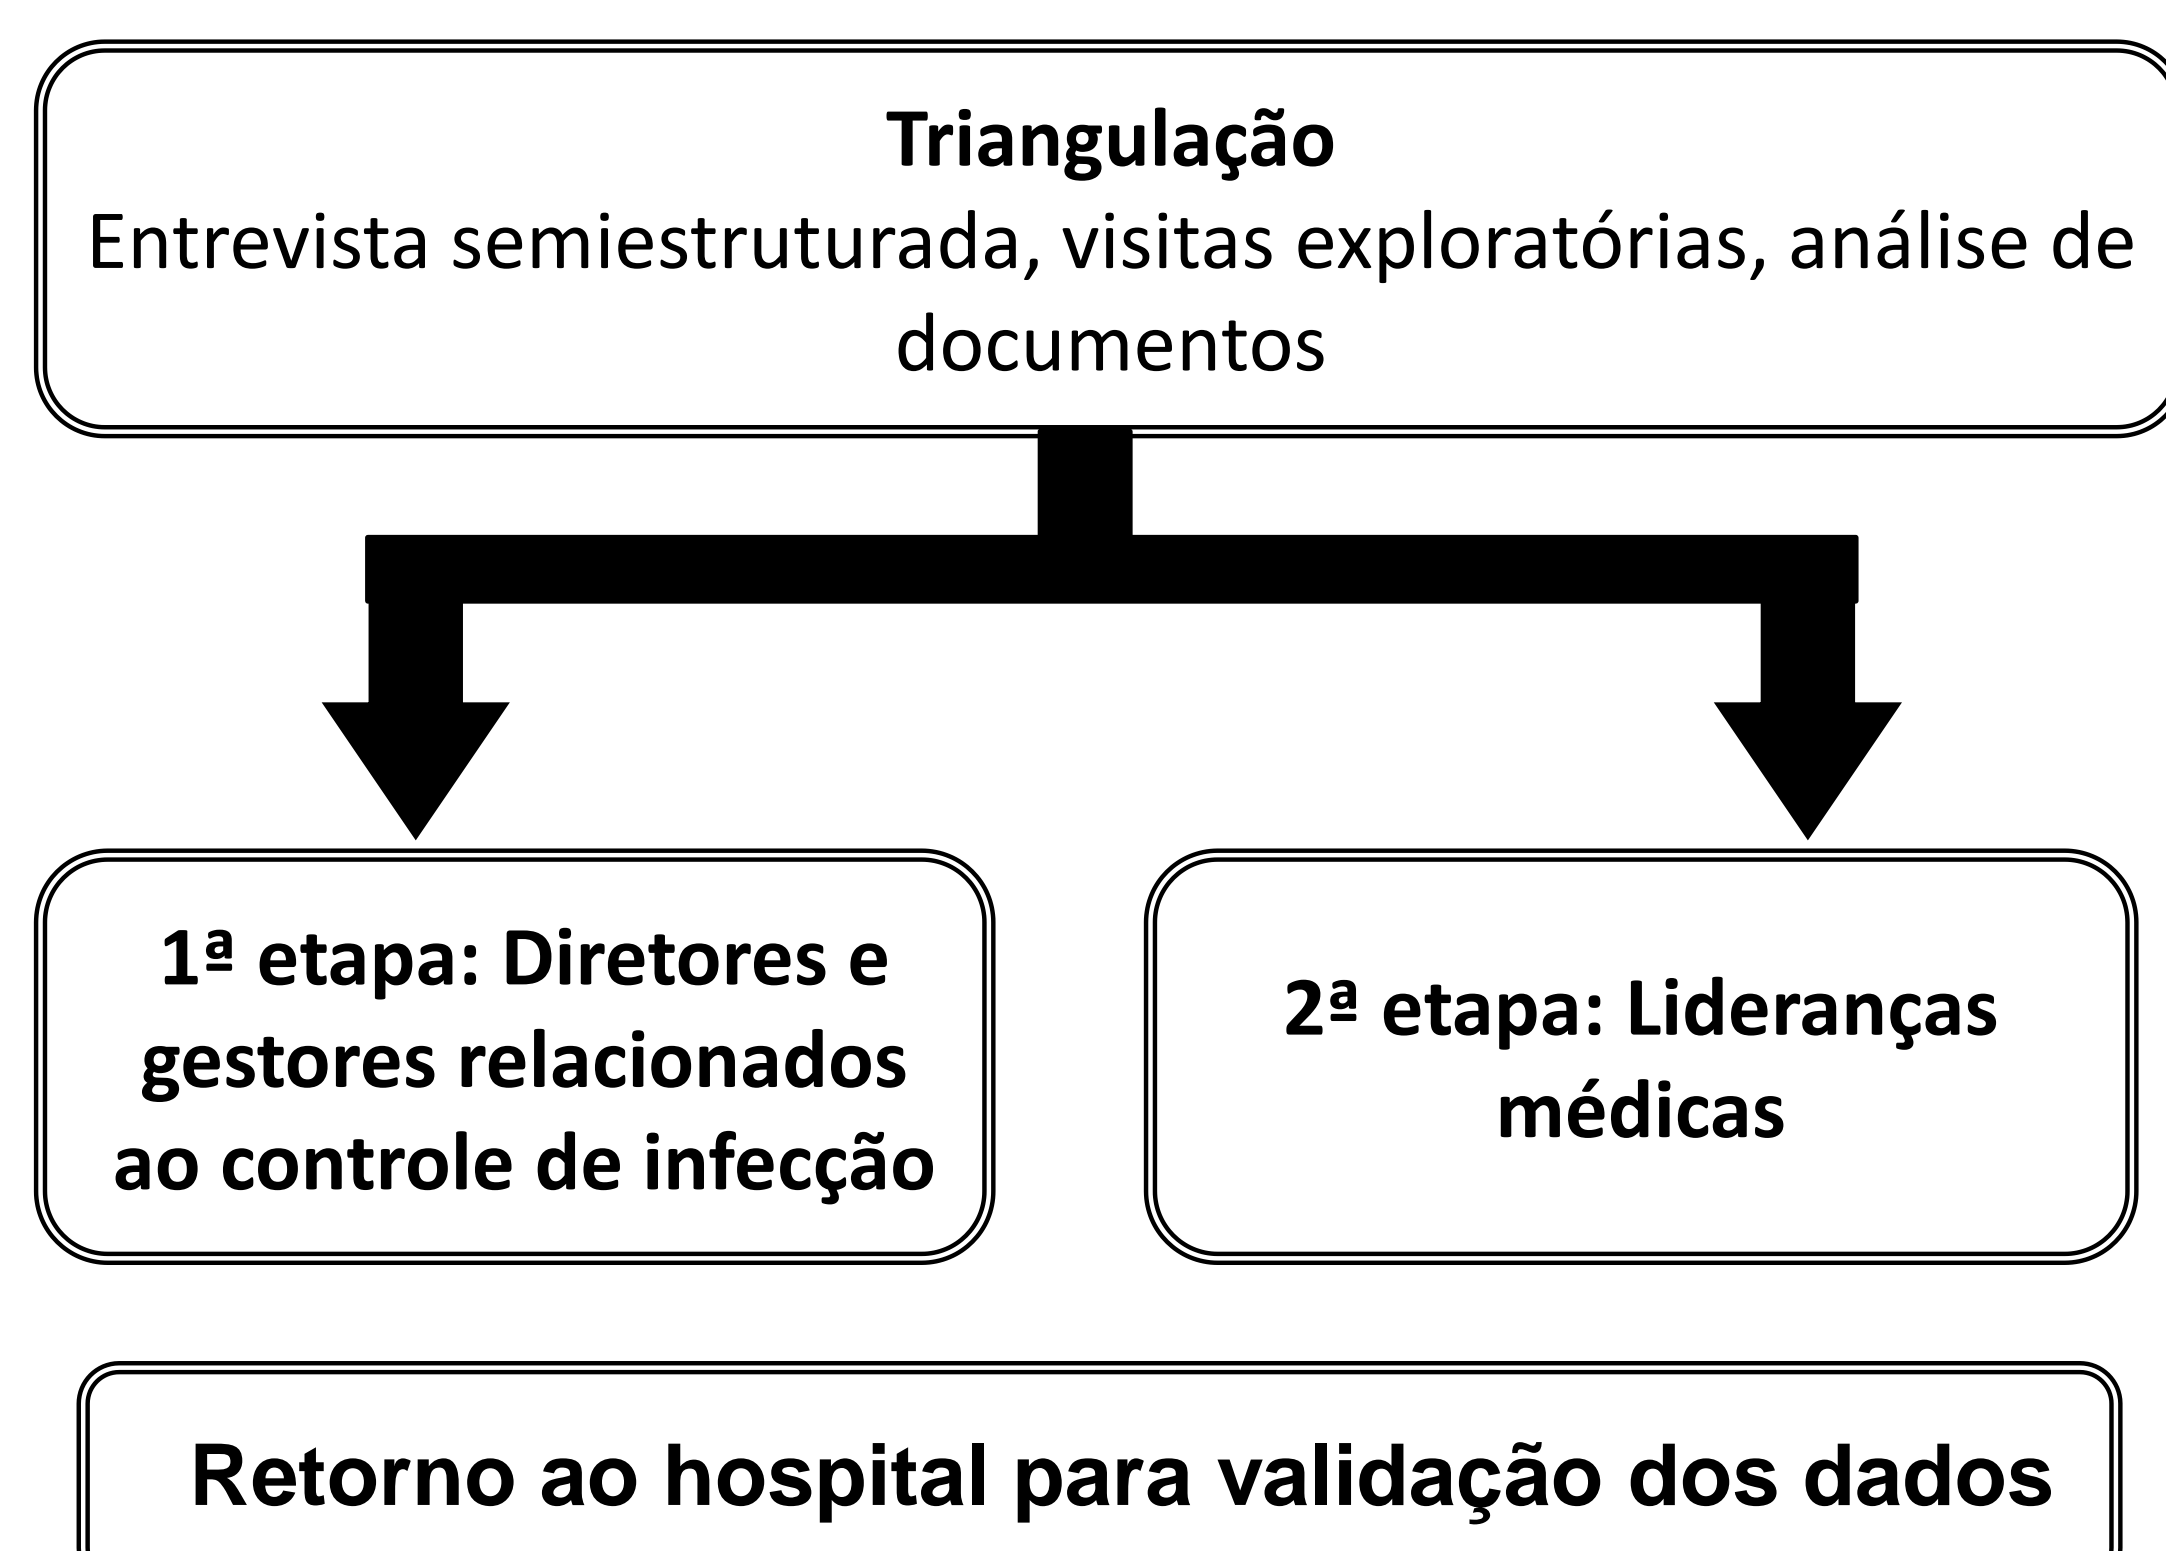 Triangulação
Entrevista semiestruturada, visitas exploratórias, análise de
documentos
1ª etapa: Diretores e
gestores relacionados
ao controle de infecção
2ª etapa: Lideranças
médicas
Retorno ao hospital para validação dos dados